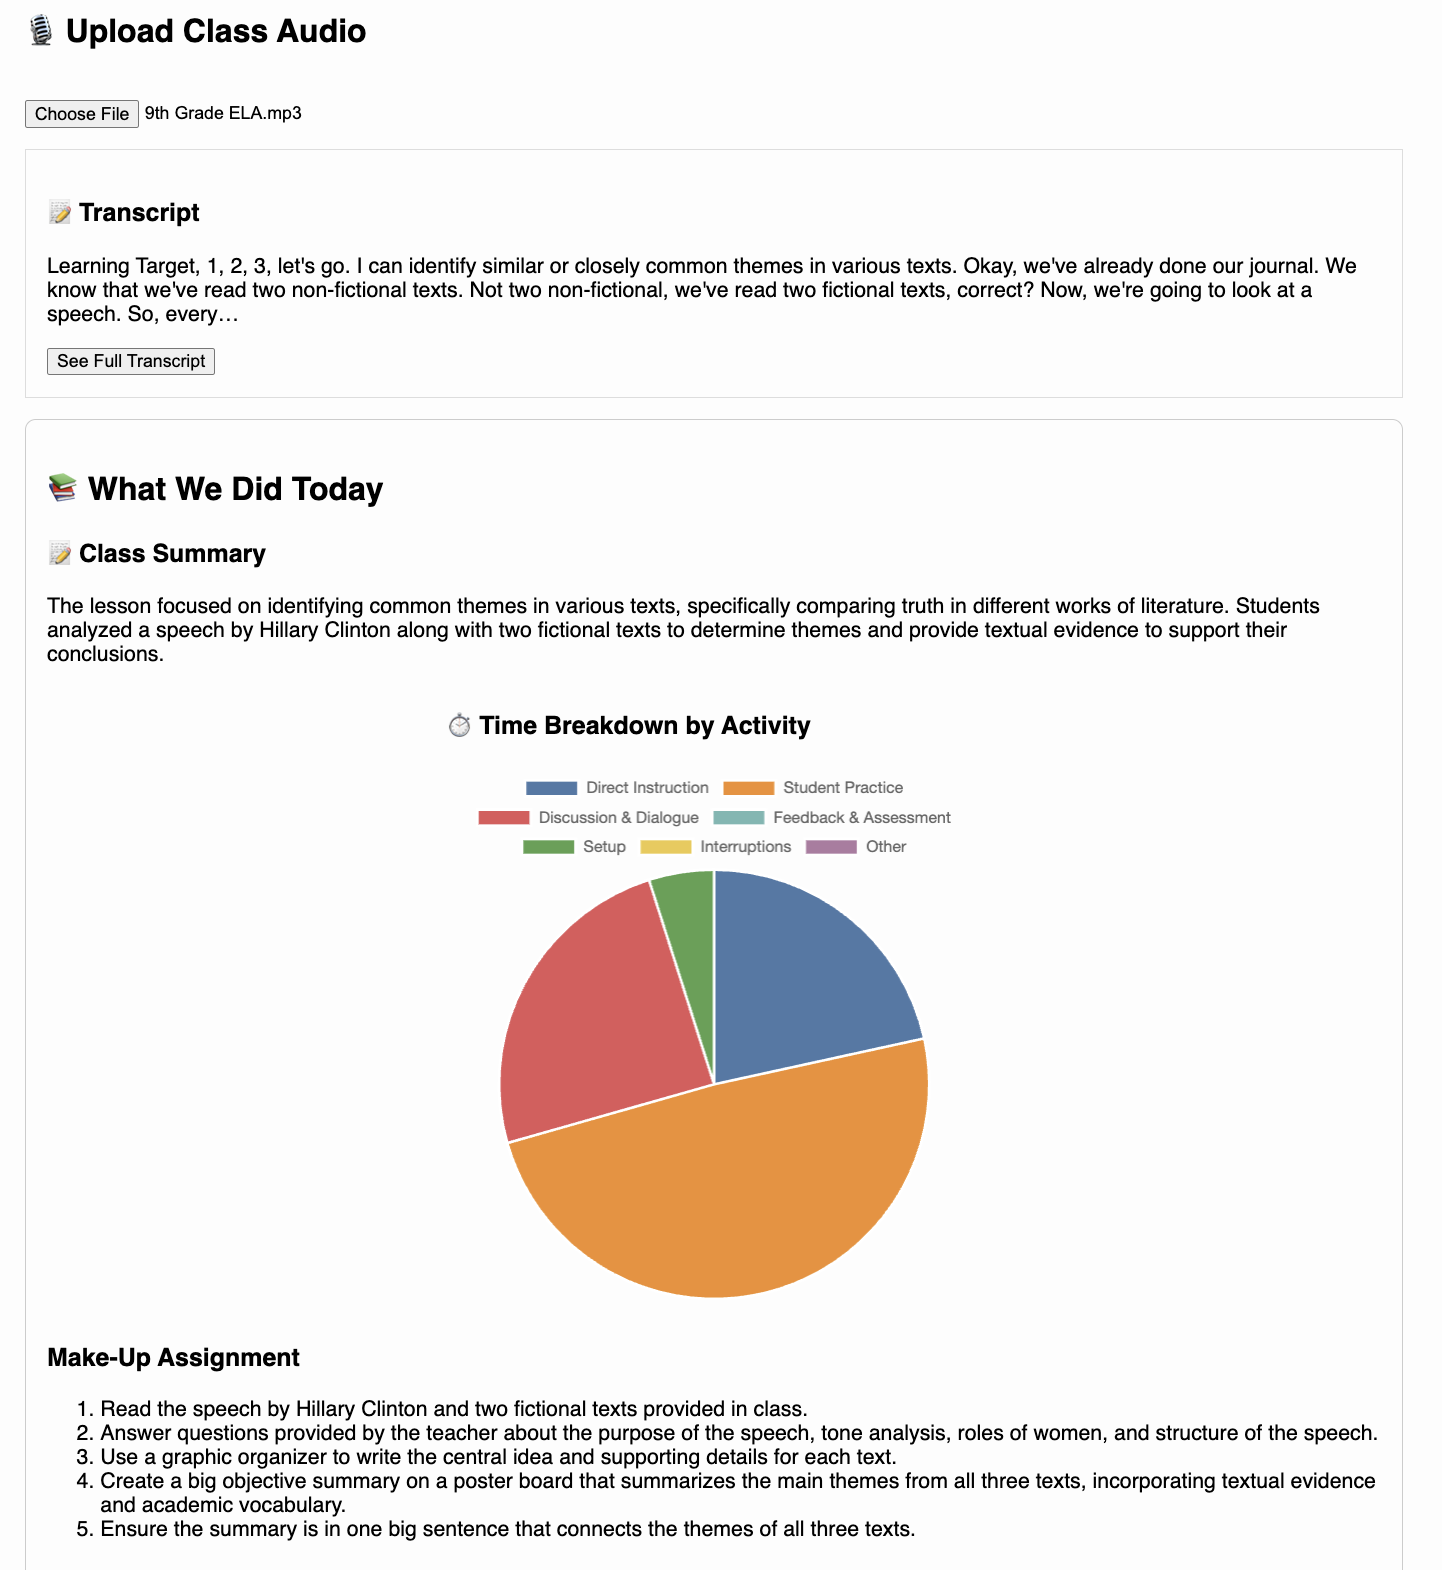 Upload Class Audio
Choose File 9th Grade ELA.mp3
Transcript
Learning Target, 1, 2, 3, let's go. I can identify similar or closely common themes in various texts. Okay, we've already done our journal. We
know that we've read two non-fictional texts. Not two non-fictional, we've read two fictional texts, correct? Now, we're going to look at a
speech. So, every…
See Full Transcript
What We Did Today
Class Summary
The lesson focused on identifying common themes in various texts, specifically comparing truth in different works of literature. Students
analyzed a speech by Hillary Clinton along with two fictional texts to determine themes and provide textual evidence to support their
conclusions.
Time Breakdown by Activity
Direct Instruction Student Practice
Discussion & Dialogue Feedback & Assessment
Setup Interruptions Other
Make-Up Assignment
1. Read the speech by Hillary Clinton and two fictional texts provided in class.
2. Answer questions provided by the teacher about the purpose of the speech, tone analysis, roles of women, and structure of the speech.
3. Use a graphic organizer to write the central idea and supporting details for each text.
4. Create a big objective summary on a poster board that summarizes the main themes from all three texts, incorporating textual evidence
and academic vocabulary.
5. Ensure the summary is in one big sentence that connects the themes of all three texts.